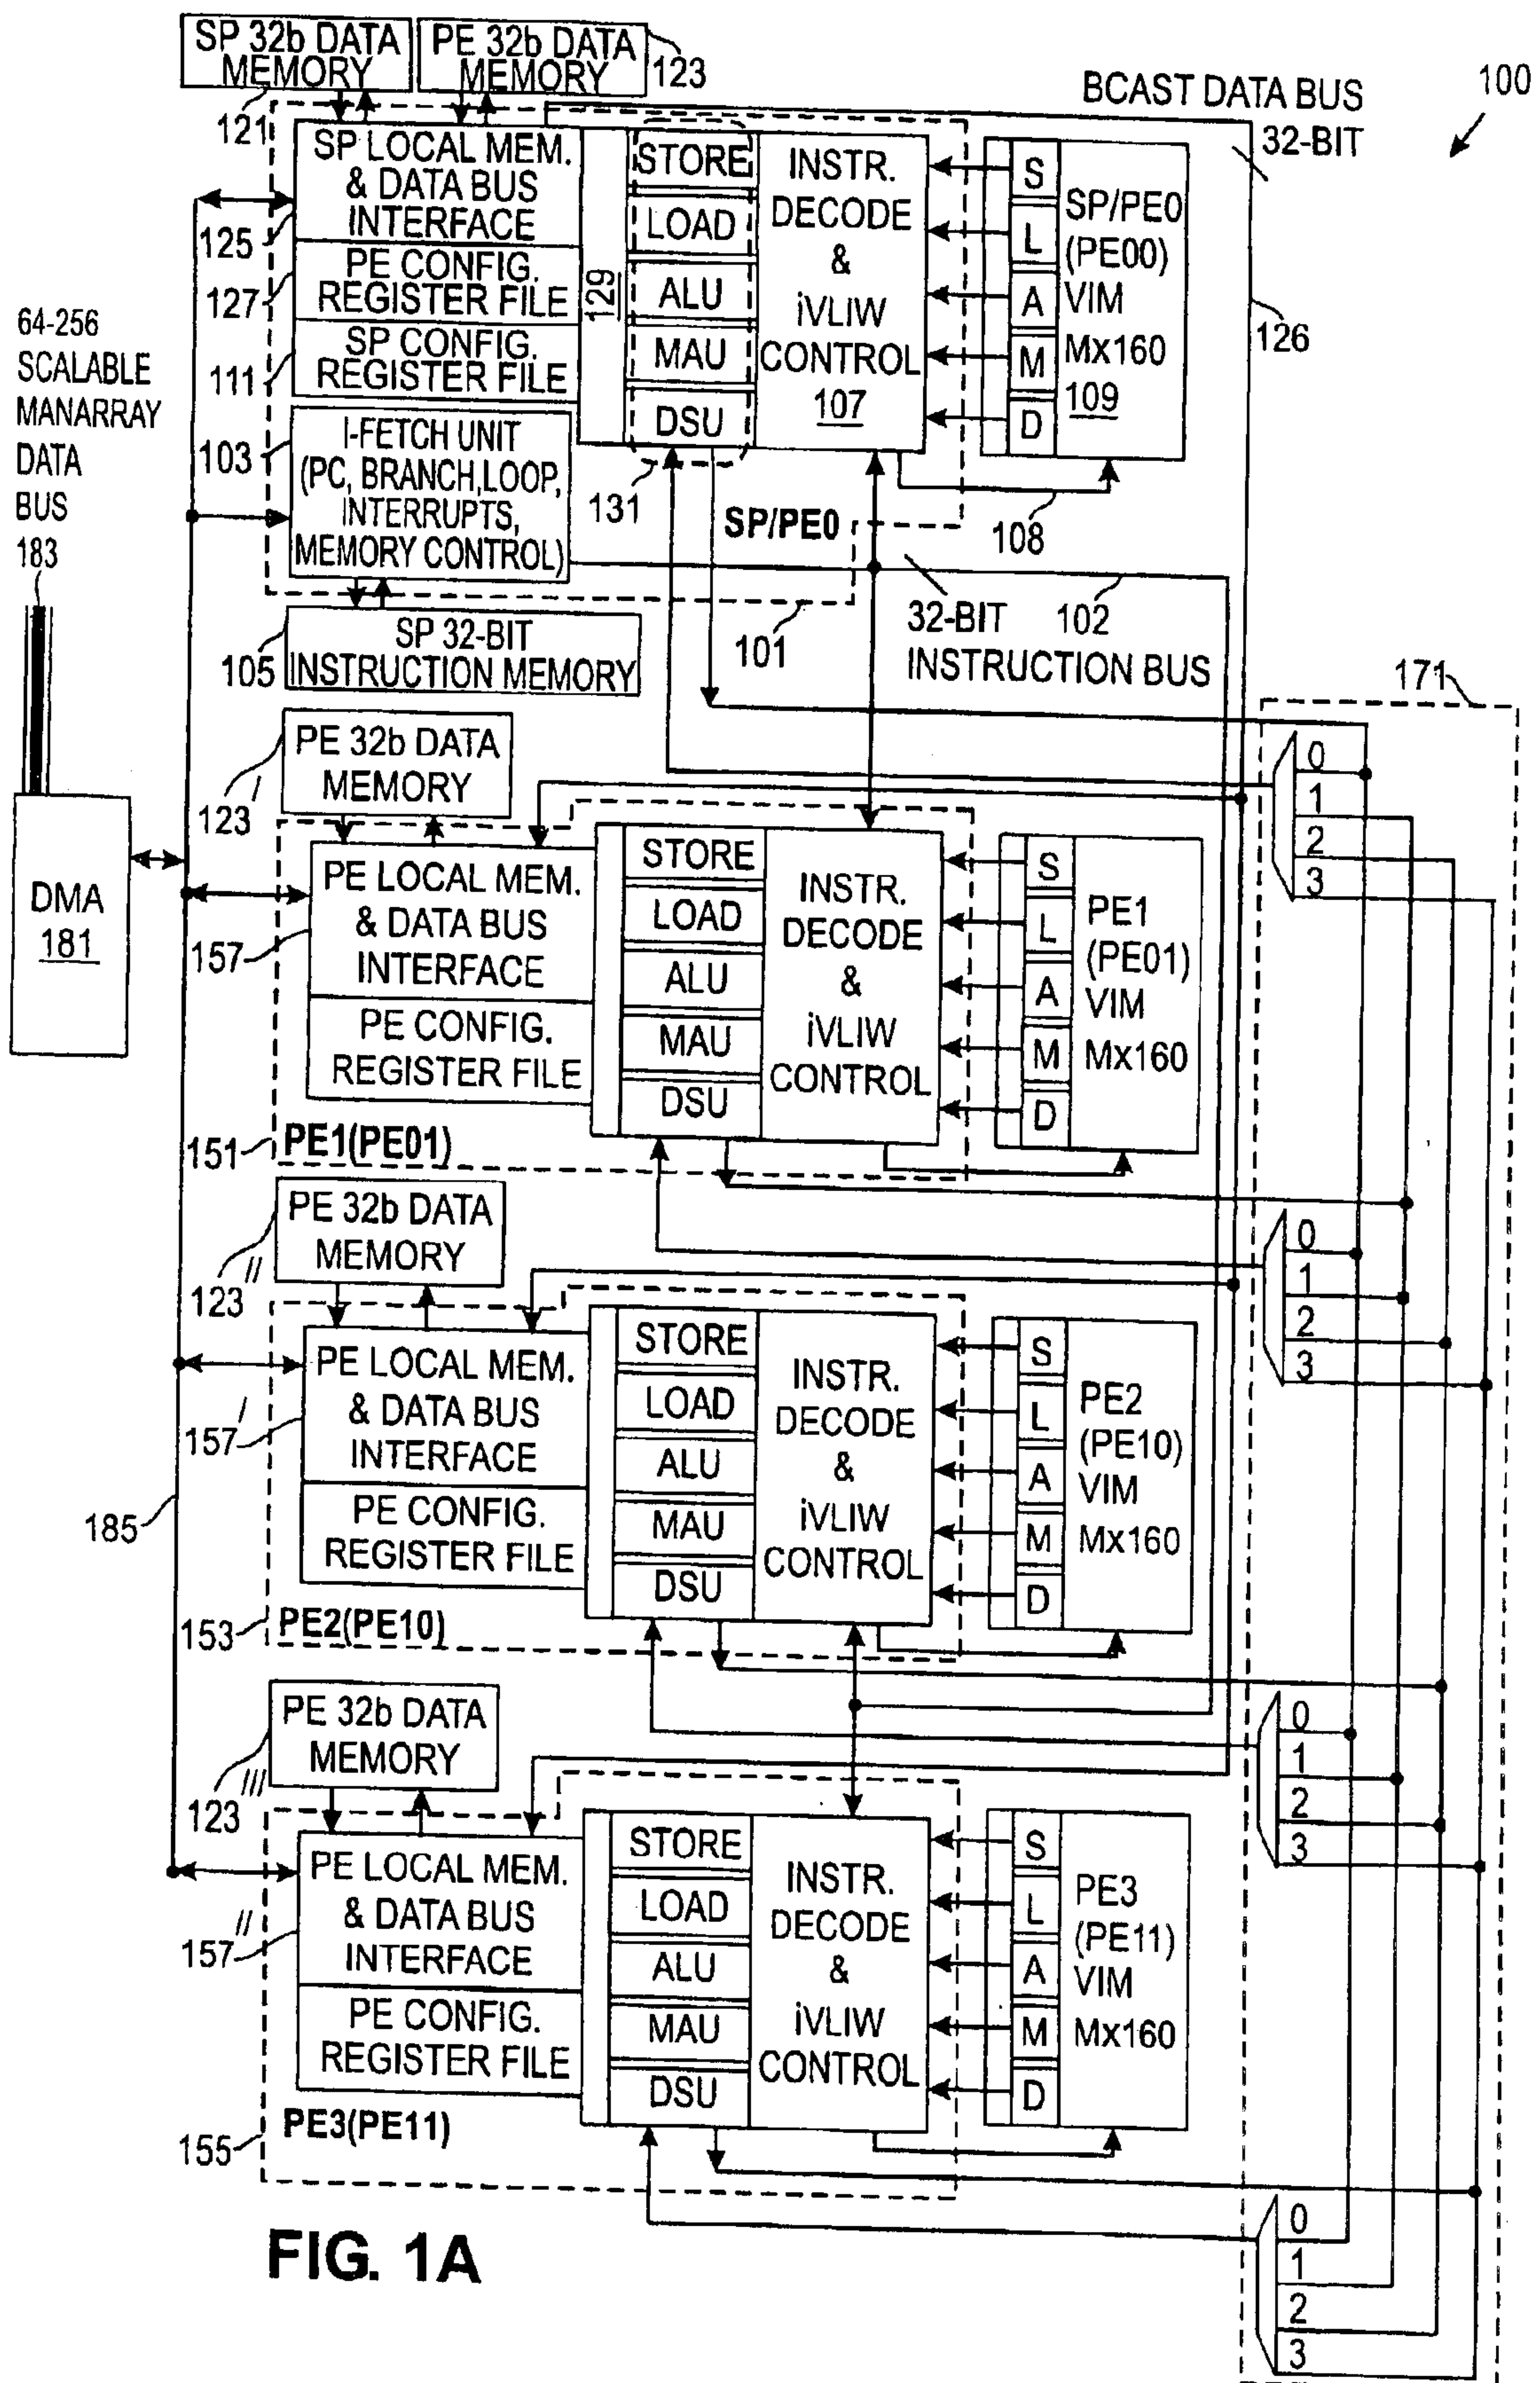 SP 32b DATA
MEMORY
PE 32b DATA
MEMORY
123
121
BCAST DATA BUS
32-BIT
100
SP LOCAL MEM.
& DATA BUS
INTERFACE
125
PE CONFIG.
REGISTER FILE
127
SP CONFIG.
REGISTER FILE
111
129
STORE
LOAD
ALU
MAU
DSU
131
INSTR.
DECODE
&
iVLIW
CONTROL
107
S
L
A
M
D
SP/PE0
(PE00)
VIM
Mx160
109
126
108
64-256
SCALABLE
MANARRAY
DATA
BUS
183
103
I-FETCH UNIT
(PC, BRANCH,LOOP,
INTERRUPTS,
MEMORY CONTROL)
SP/PE0
101
32-BIT
INSTRUCTION BUS
102
105
SP 32-BIT
INSTRUCTION MEMORY
171
0
1
2
3
PE 32b DATA
MEMORY
123'
DMA
181
PE LOCAL MEM.
& DATA BUS
INTERFACE
157
PE CONFIG.
REGISTER FILE
STORE
LOAD
ALU
MAU
DSU
INSTR.
DECODE
&
iVLIW
CONTROL
S
L
A
M
D
PE1
(PE01)
VIM
Mx160
151
PE1(PE01)
0
1
2
3
PE 32b DATA
MEMORY
123''
PE LOCAL MEM.
& DATA BUS
INTERFACE
157'
PE CONFIG.
REGISTER FILE
STORE
LOAD
ALU
MAU
DSU
INSTR.
DECODE
&
iVLIW
CONTROL
S
L
A
M
D
PE2
(PE10)
VIM
Mx160
185
153
PE2(PE10)
0
1
2
3
PE 32b DATA
MEMORY
123'''
PE LOCAL MEM.
& DATA BUS
INTERFACE
157''
PE CONFIG.
REGISTER FILE
STORE
LOAD
ALU
MAU
DSU
INSTR.
DECODE
&
iVLIW
CONTROL
S
L
A
M
D
PE3
(PE11)
VIM
Mx160
155
PE3(PE11)
0
1
2
3
FIG. 1A